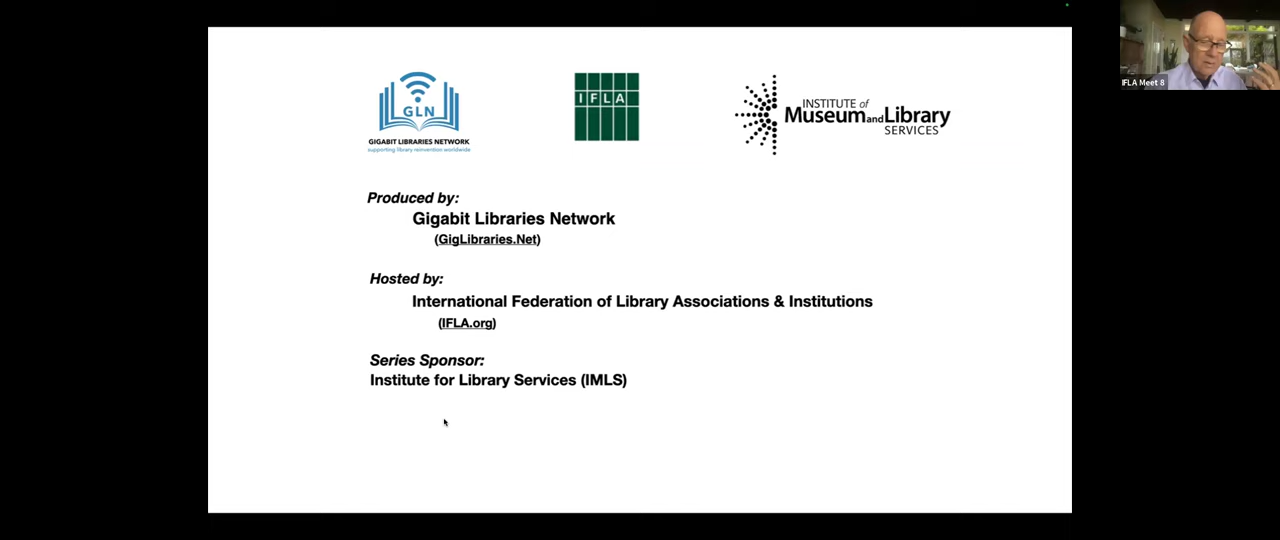 GLN
GIGABIT LIBRARIES NETWORK
supporting library reinvention worldwide
IFLA
INSTITUTE of
Museum and Library
SERVICES
IFLA Meet 8
Produced by:
Gigabit Libraries Network
(GigLibraries.Net)
Hosted by:
International Federation of Library Associations & Institutions
(IFLA.org)
Series Sponsor:
Institute for Library Services (IMLS)